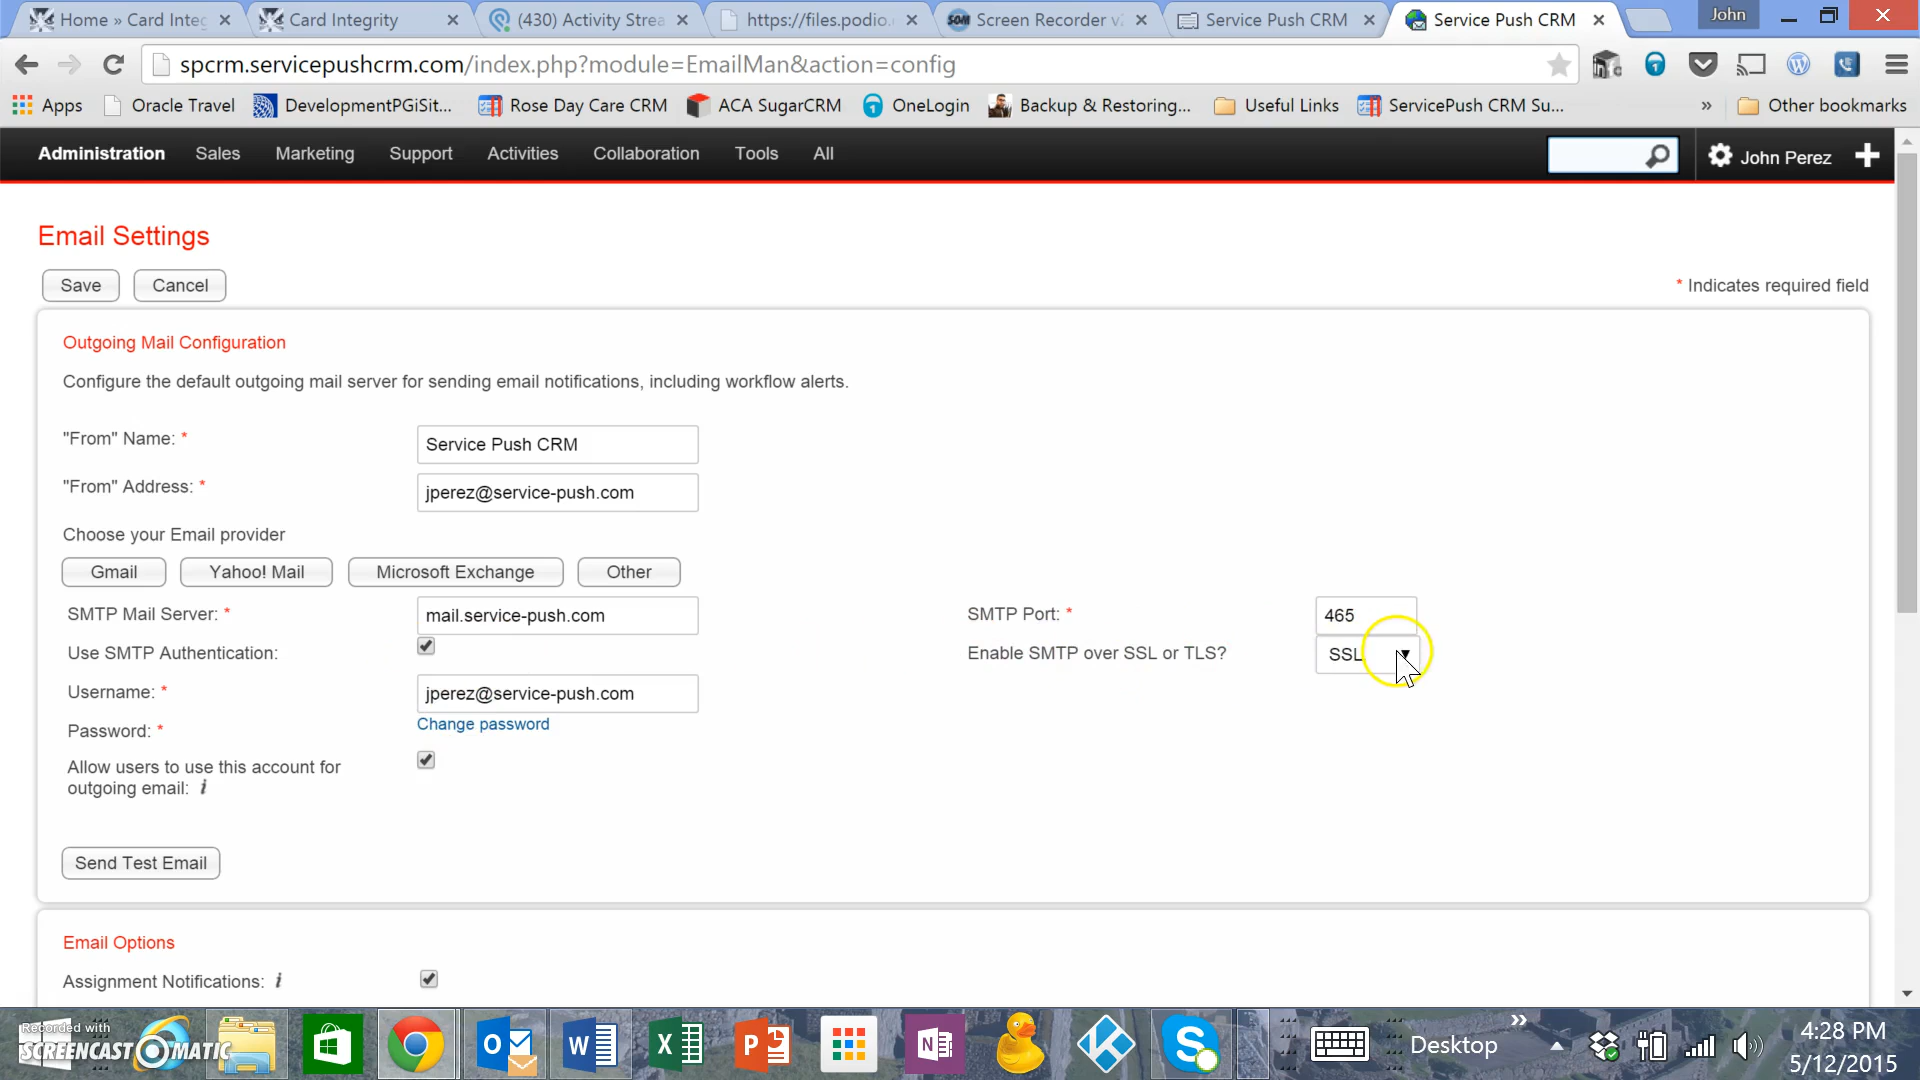 Home » Card Integ
Card Integrity
(430) Activity Strea
https://files.podio.
Screen Recorder v
Service Push CRM
Service Push CRM
John
spcrm.servicepushcrm.com/index.php?module=EmailMan&action=config
Apps
Oracle Travel
DevelopmentPGiSit...
Rose Day Care CRM
ACA SugarCRM
OneLogin
Backup & Restoring...
Useful Links
ServicePush CRM Su...
»
Other bookmarks
Administration Sales Marketing Support Activities Collaboration Tools All
John Perez
Email Settings
Save Cancel
* Indicates required field
Outgoing Mail Configuration
Configure the default outgoing mail server for sending email notifications, including workflow alerts.
"From" Name: * Service Push CRM
"From" Address: * jperez@service-push.com
Choose your Email provider
Gmail Yahoo! Mail Microsoft Exchange Other
SMTP Mail Server: * mail.service-push.com SMTP Port: * 465
Use SMTP Authentication: Enable SMTP over SSL or TLS? SSL
Username: * jperez@service-push.com
Password: * Change password
Allow users to use this account for
outgoing email: i
Send Test Email
Email Options
Assignment Notifications: i
Recorded with
SCREENCAST-O-MATIC
Desktop
»
4:28 PM
5/12/2015